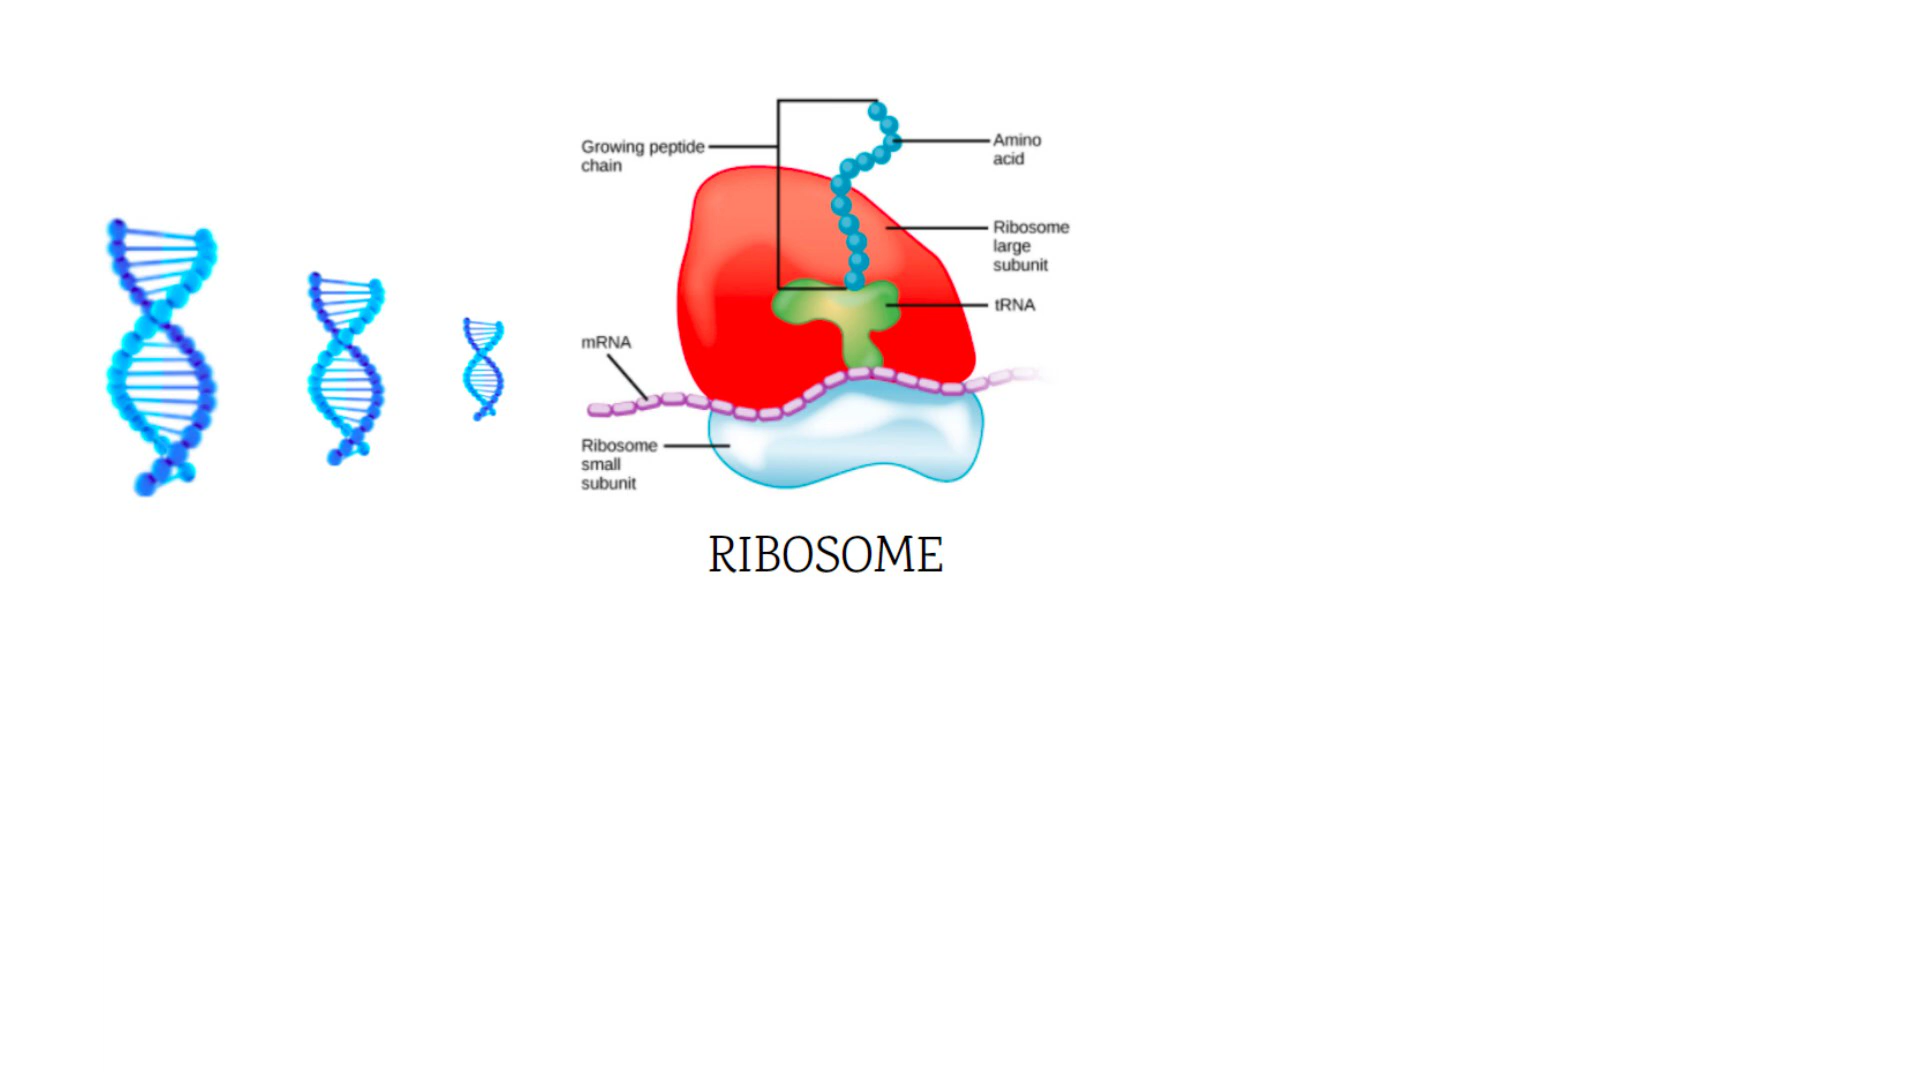 Growing peptide
chain
Amino
acid
Ribosome
large
subunit
tRNA
mRNA
Ribosome
small
subunit
RIBOSOME